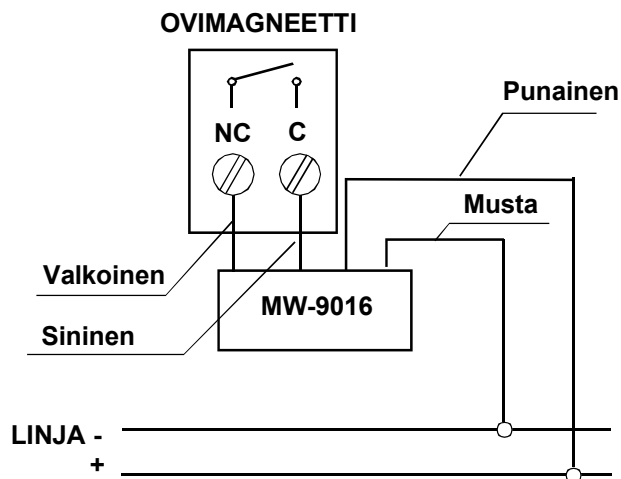 OVIMAGNEETTI
NC C
Punainen
Musta
Valkoinen
MW-9016
Sininen
LINJA -
+